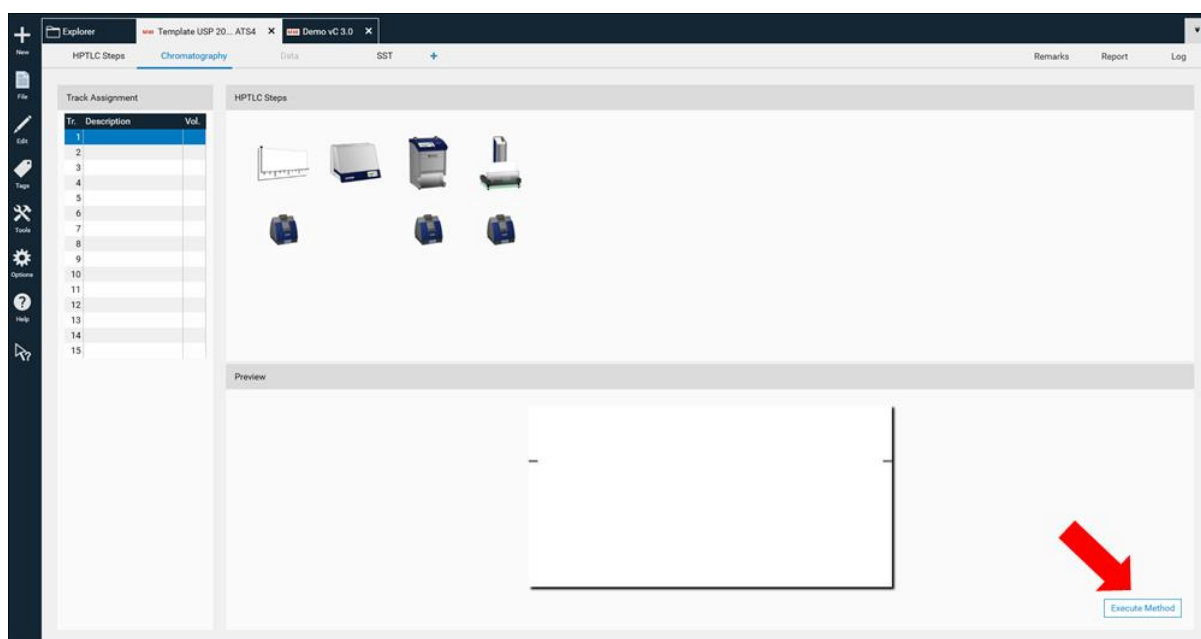 Explorer
Template USP 20... ATS4
Demo vC 3.0
New
HPTLC Steps
Chromatography
Data
SST
Remarks
Report
Log
File
Track Assignment
HPTLC Steps
Tr. Description Vol.
1
2
3
4
5
6
7
8
9
10
11
12
13
14
15
Edit
Tags
Tools
Options
Help
Preview
Execute Method